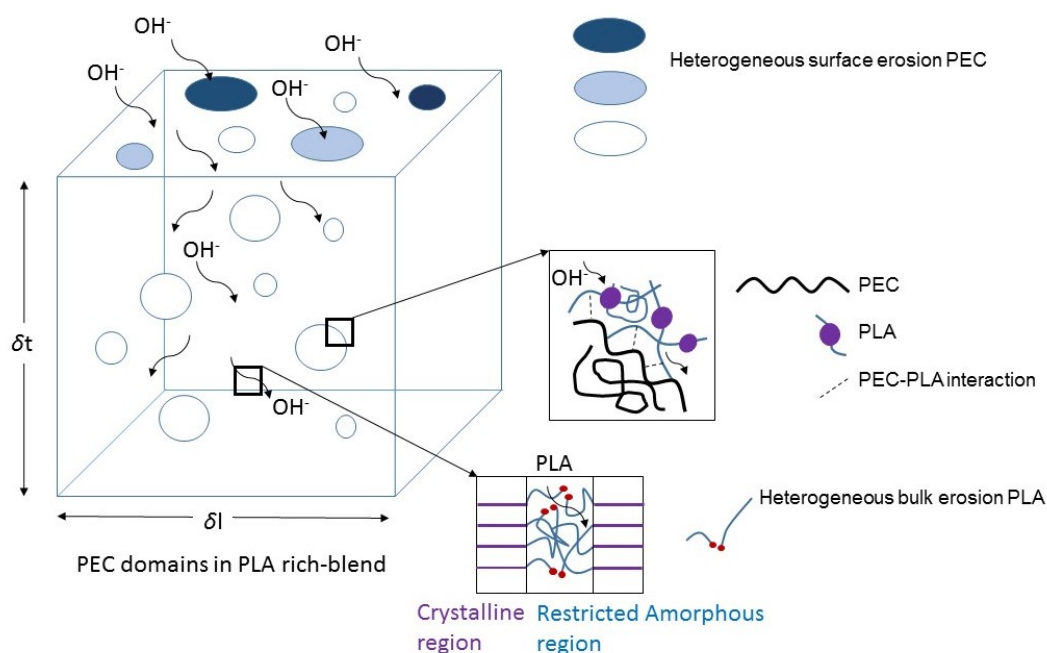 OH-
OH-
OH-
OH-
Heterogeneous surface erosion PEC
OH-
δt
OH-
PEC
PLA
PEC-PLA interaction
OH-
PLA
Heterogeneous bulk erosion PLA
δl
PEC domains in PLA rich-blend
Crystalline region
Restricted Amorphous region